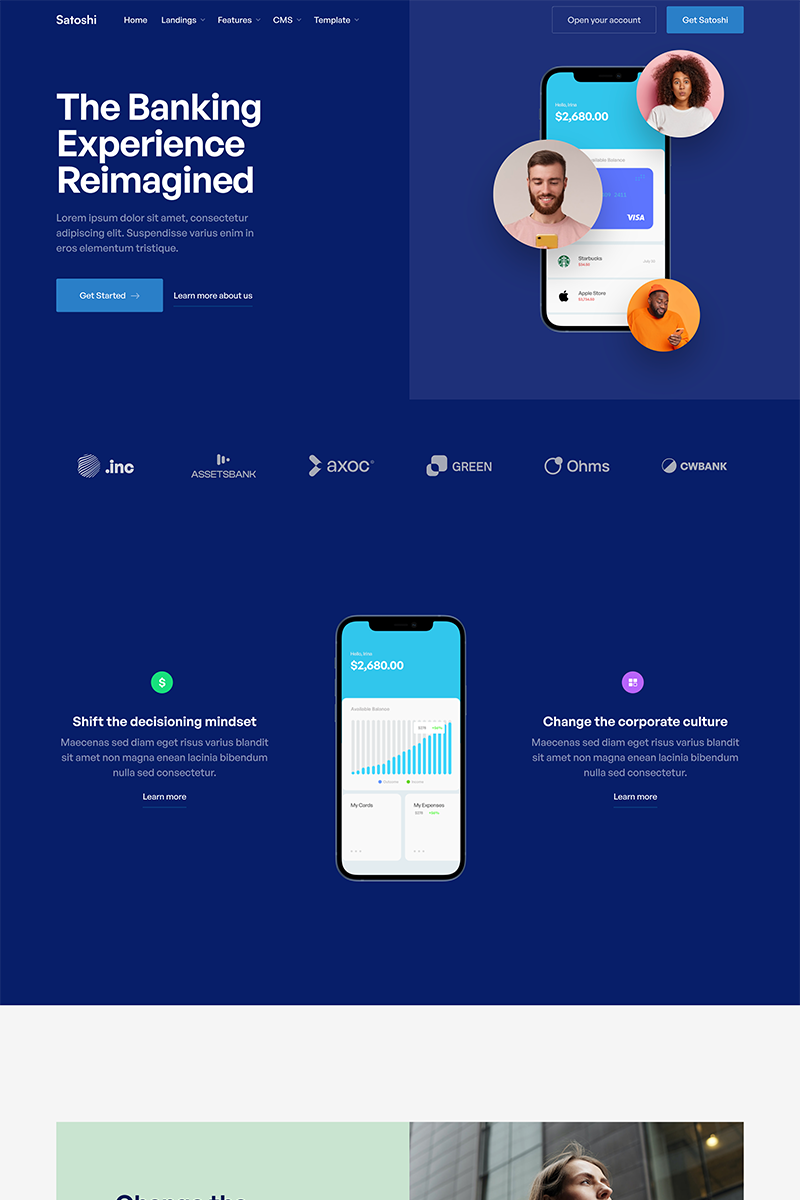 Satoshi
Home
Landings
Features
CMS
Template
Open your account
Get Satoshi
The Banking
Experience
Reimagined
Lorem ipsum dolor sit amet, consectetur
adipiscing elit. Suspendisse varius enim in
eros elementum tristique.
Get Started
Learn more about us
Hello, Irine
$2,680.00
Available Balance
VISA
Starbucks
Apple Store
.inc
ASSETSBANK
axoc®
GREEN
Ohms
CWBANK
Hello, Irine
$2,680.00
Available Balance
My Cards
My Expenses
$
Shift the decisioning mindset
Maecenas sed diam eget risus varius blandit
sit amet non magna enean lacinia bibendum
nulla sed consectetur.
Learn more
Change the corporate culture
Maecenas sed diam eget risus varius blandit
sit amet non magna enean lacinia bibendum
nulla sed consectetur.
Learn more
Change the